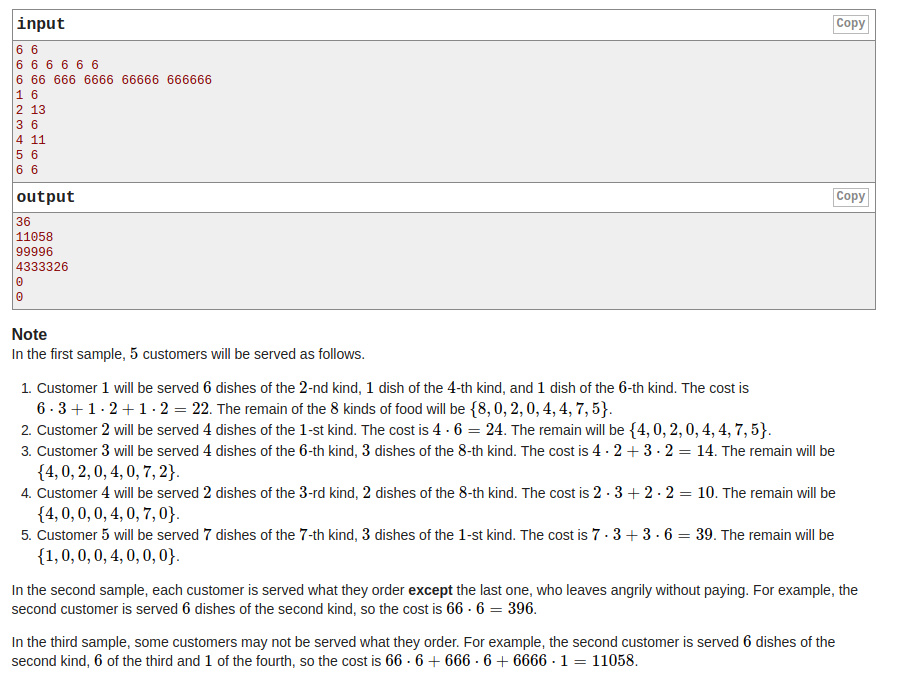 input
Copy
6 6
6 6 6 6 6 6
6 66 666 6666 66666 666666
1 6
2 13
3 6
4 11
5 6
6 6
output
Copy
36
11058
99996
4333326
0
0
Note
In the first sample, 5 customers will be served as follows.
1. Customer 1 will be served 6 dishes of the 2-nd kind, 1 dish of the 4-th kind, and 1 dish of the 6-th kind. The cost is
6 · 3 + 1 · 2 + 1 · 2 = 22. The remain of the 8 kinds of food will be {8, 0, 2, 0, 4, 4, 7, 5}.
2. Customer 2 will be served 4 dishes of the 1-st kind. The cost is 4 · 6 = 24. The remain will be {4, 0, 2, 0, 4, 4, 7, 5}.
3. Customer 3 will be served 4 dishes of the 6-th kind, 3 dishes of the 8-th kind. The cost is 4 · 2 + 3 · 2 = 14. The remain will be
{4, 0, 2, 0, 4, 0, 7, 2}.
4. Customer 4 will be served 2 dishes of the 3-rd kind, 2 dishes of the 8-th kind. The cost is 2 · 3 + 2 · 2 = 10. The remain will be
{4, 0, 0, 0, 4, 0, 7, 0}.
5. Customer 5 will be served 7 dishes of the 7-th kind, 3 dishes of the 1-st kind. The cost is 7 · 3 + 3 · 6 = 39. The remain will be
{1, 0, 0, 0, 4, 0, 0, 0}.
In the second sample, each customer is served what they order except the last one, who leaves angrily without paying. For example, the
second customer is served 6 dishes of the second kind, so the cost is 66 · 6 = 396.
In the third sample, some customers may not be served what they order. For example, the second customer is served 6 dishes of the
second kind, 6 of the third and 1 of the fourth, so the cost is 66 · 6 + 666 · 6 + 6666 · 1 = 11058.